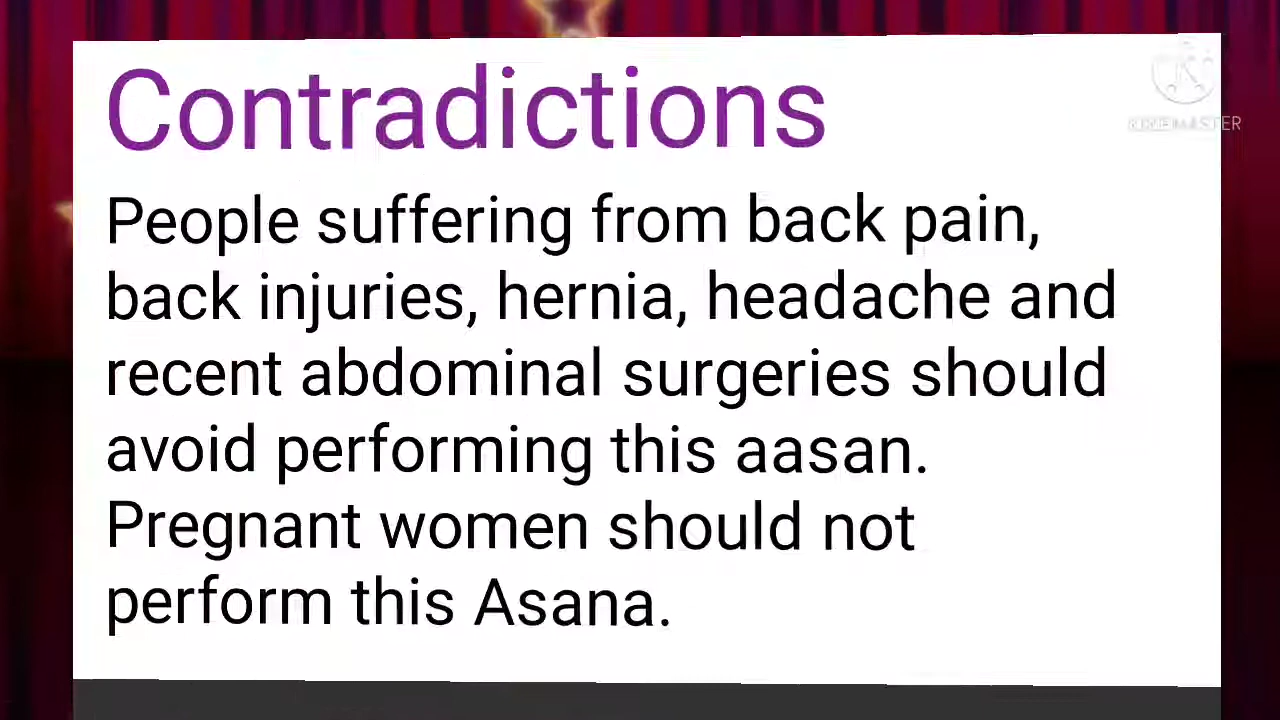 Contradictions
KINEMASTER
People suffering from back pain,
back injuries, hernia, headache and
recent abdominal surgeries should
avoid performing this aasan.
Pregnant women should not
perform this Asana.